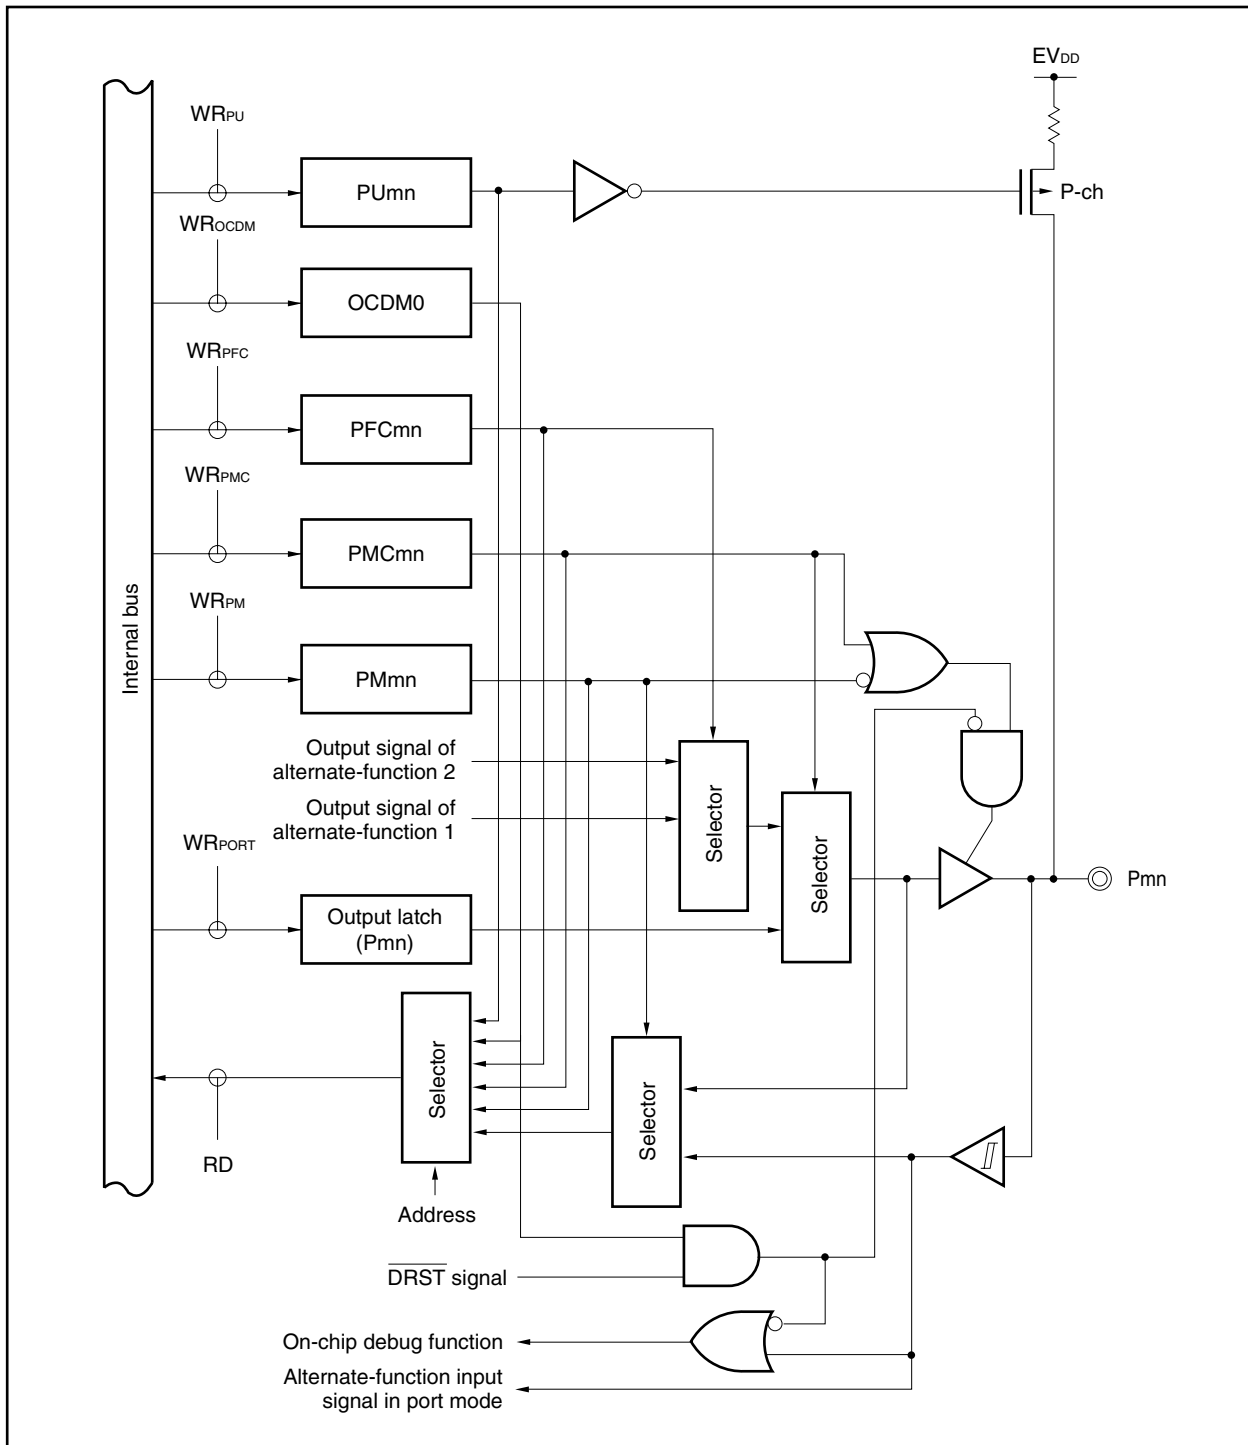 EVDD
WRPU
PUmn
P-ch
WROCDM
OCDM0
WRPFC
PFCmn
WRPMC
PMCmn
Internal bus
WRPM
PMmn
Output signal of
alternate-function 2
Output signal of
alternate-function 1
Selector
Selector
WRPORT
Pmn
Output latch
(Pmn)
Selector
Selector
RD
Address
DRST signal
On-chip debug function
Alternate-function input
signal in port mode